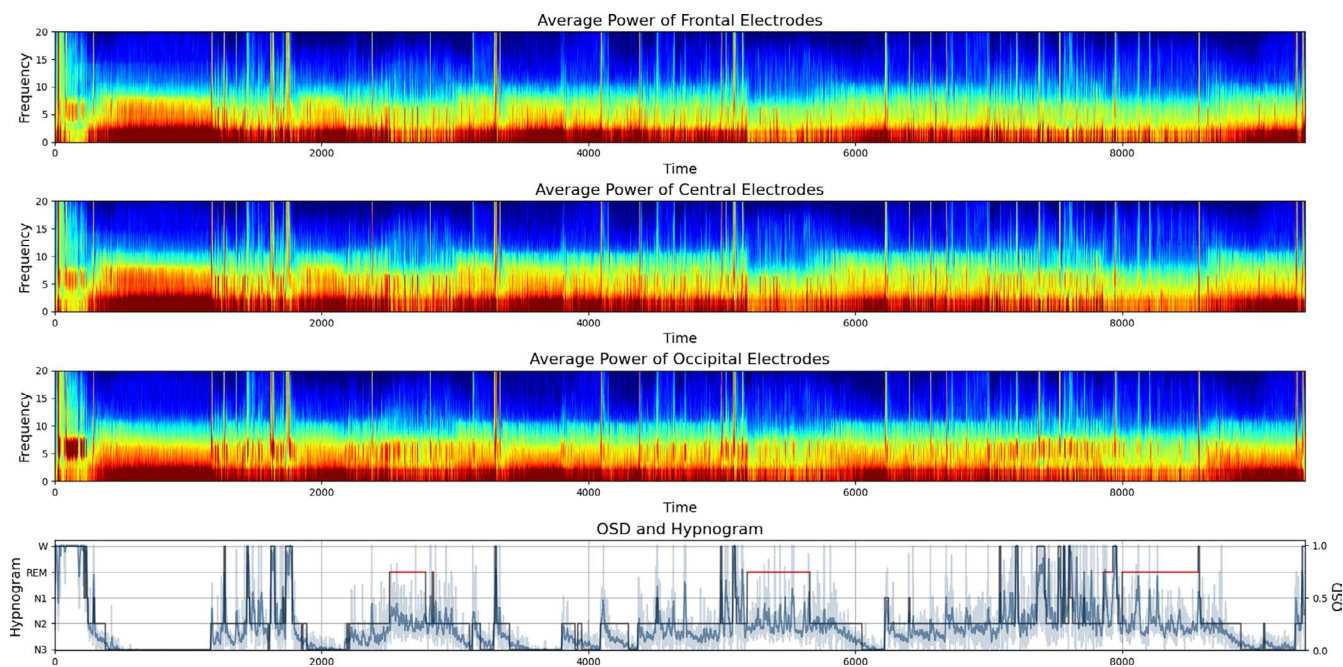 Average Power of Frontal Electrodes
20
15
10
5
0
Frequency
0 2000 4000 6000 8000
Time
Average Power of Central Electrodes
20
15
10
5
0
Frequency
0 2000 4000 6000 8000
Time
Average Power of Occipital Electrodes
20
15
10
5
0
Frequency
0 2000 4000 6000 8000
Time
OSD and Hypnogram
W
REM
N1
N2
N3
Hypnogram
1.0
0.5
0.0
OSD
0 2000 4000 6000 8000